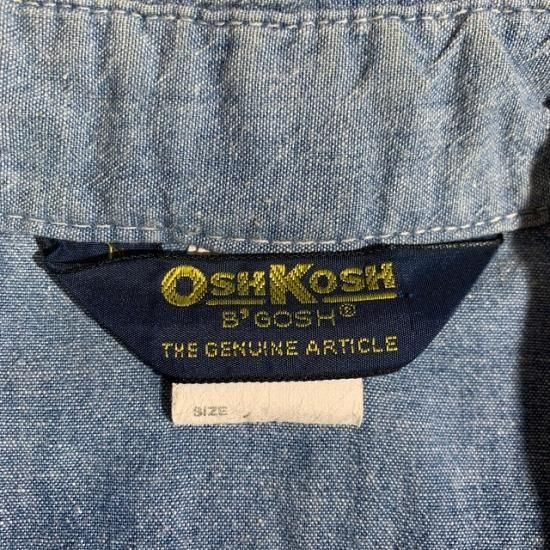 OSHKOSH
B'GOSH®
THE GENUINE ARTICLE
SIZE